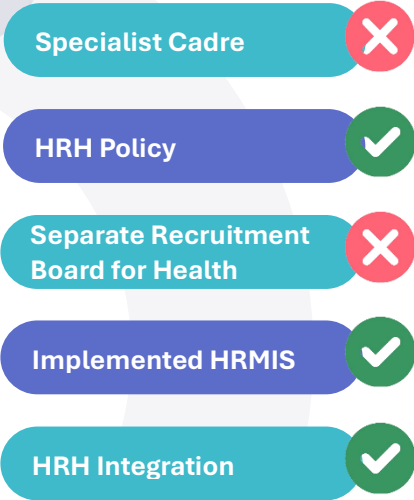 Specialist Cadre
HRH Policy
Separate Recruitment
Board for Health
Implemented HRMIS
HRH Integration